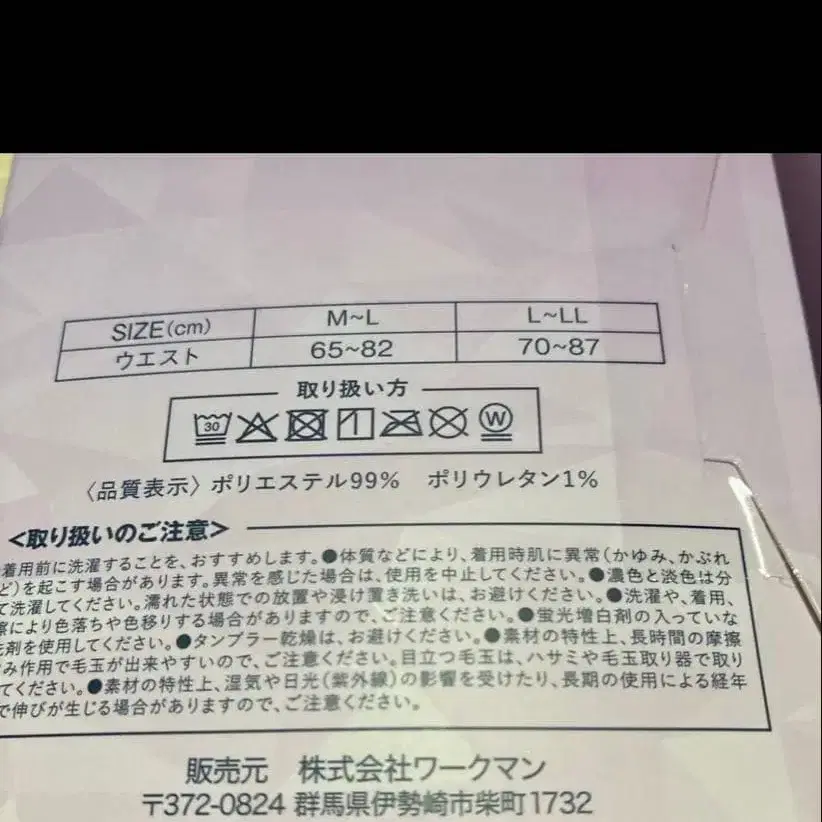 SIZE(cm) M~L L~LL
ウエスト 65~82 70~87
取り扱い方
30 W
〈品質表示〉ポリエステル99% ポリウレタン1%
<取り扱いのご注意>
着用前に洗濯することを、おすすめします。●体質などにより、着用時肌に異常(かゆみ、かぶれ
ど)を起こす場合があります。異常を感じた場合は、使用を中止してください。●濃色と淡色は分
て洗濯してください。濡れた状態での放置や浸け置き洗いは、お避けください。●洗濯や、着用、
擦により色落ちや色移りする場合がありますので、ご注意ください。●蛍光増白剤の入っていな
洗剤を使用してください。●タンブラー乾燥は、お避けください。●素材の特性上、長時間の摩擦
み作用で毛玉が出来やすいので、ご注意ください。目立つ毛玉は、ハサミや毛玉取り器で取り
てください。●素材の特性上、湿気や日光(紫外線)の影響を受けたり、長期の使用による経年
で伸びが生じる場合がありますので、ご注意ください。
販売元 株式会社ワークマン
〒372-0824 群馬県伊勢崎市柴町1732